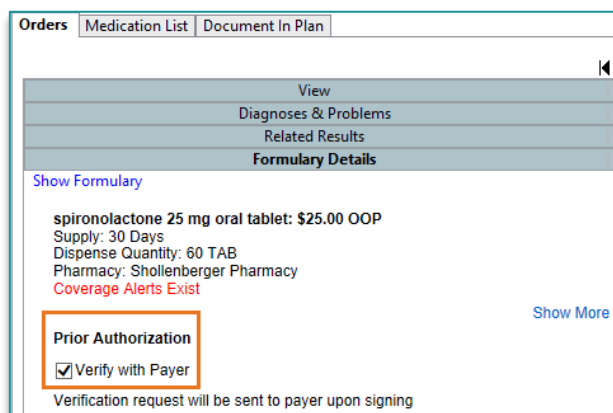 Orders Medication List Document In Plan
View
Diagnoses & Problems
Related Results
Formulary Details
Show Formulary
spironolactone 25 mg oral tablet: $25.00 OOP
Supply: 30 Days
Dispense Quantity: 60 TAB
Pharmacy: Shollenberger Pharmacy
Coverage Alerts Exist
Show More
Prior Authorization
Verify with Payer
Verification request will be sent to payer upon signing